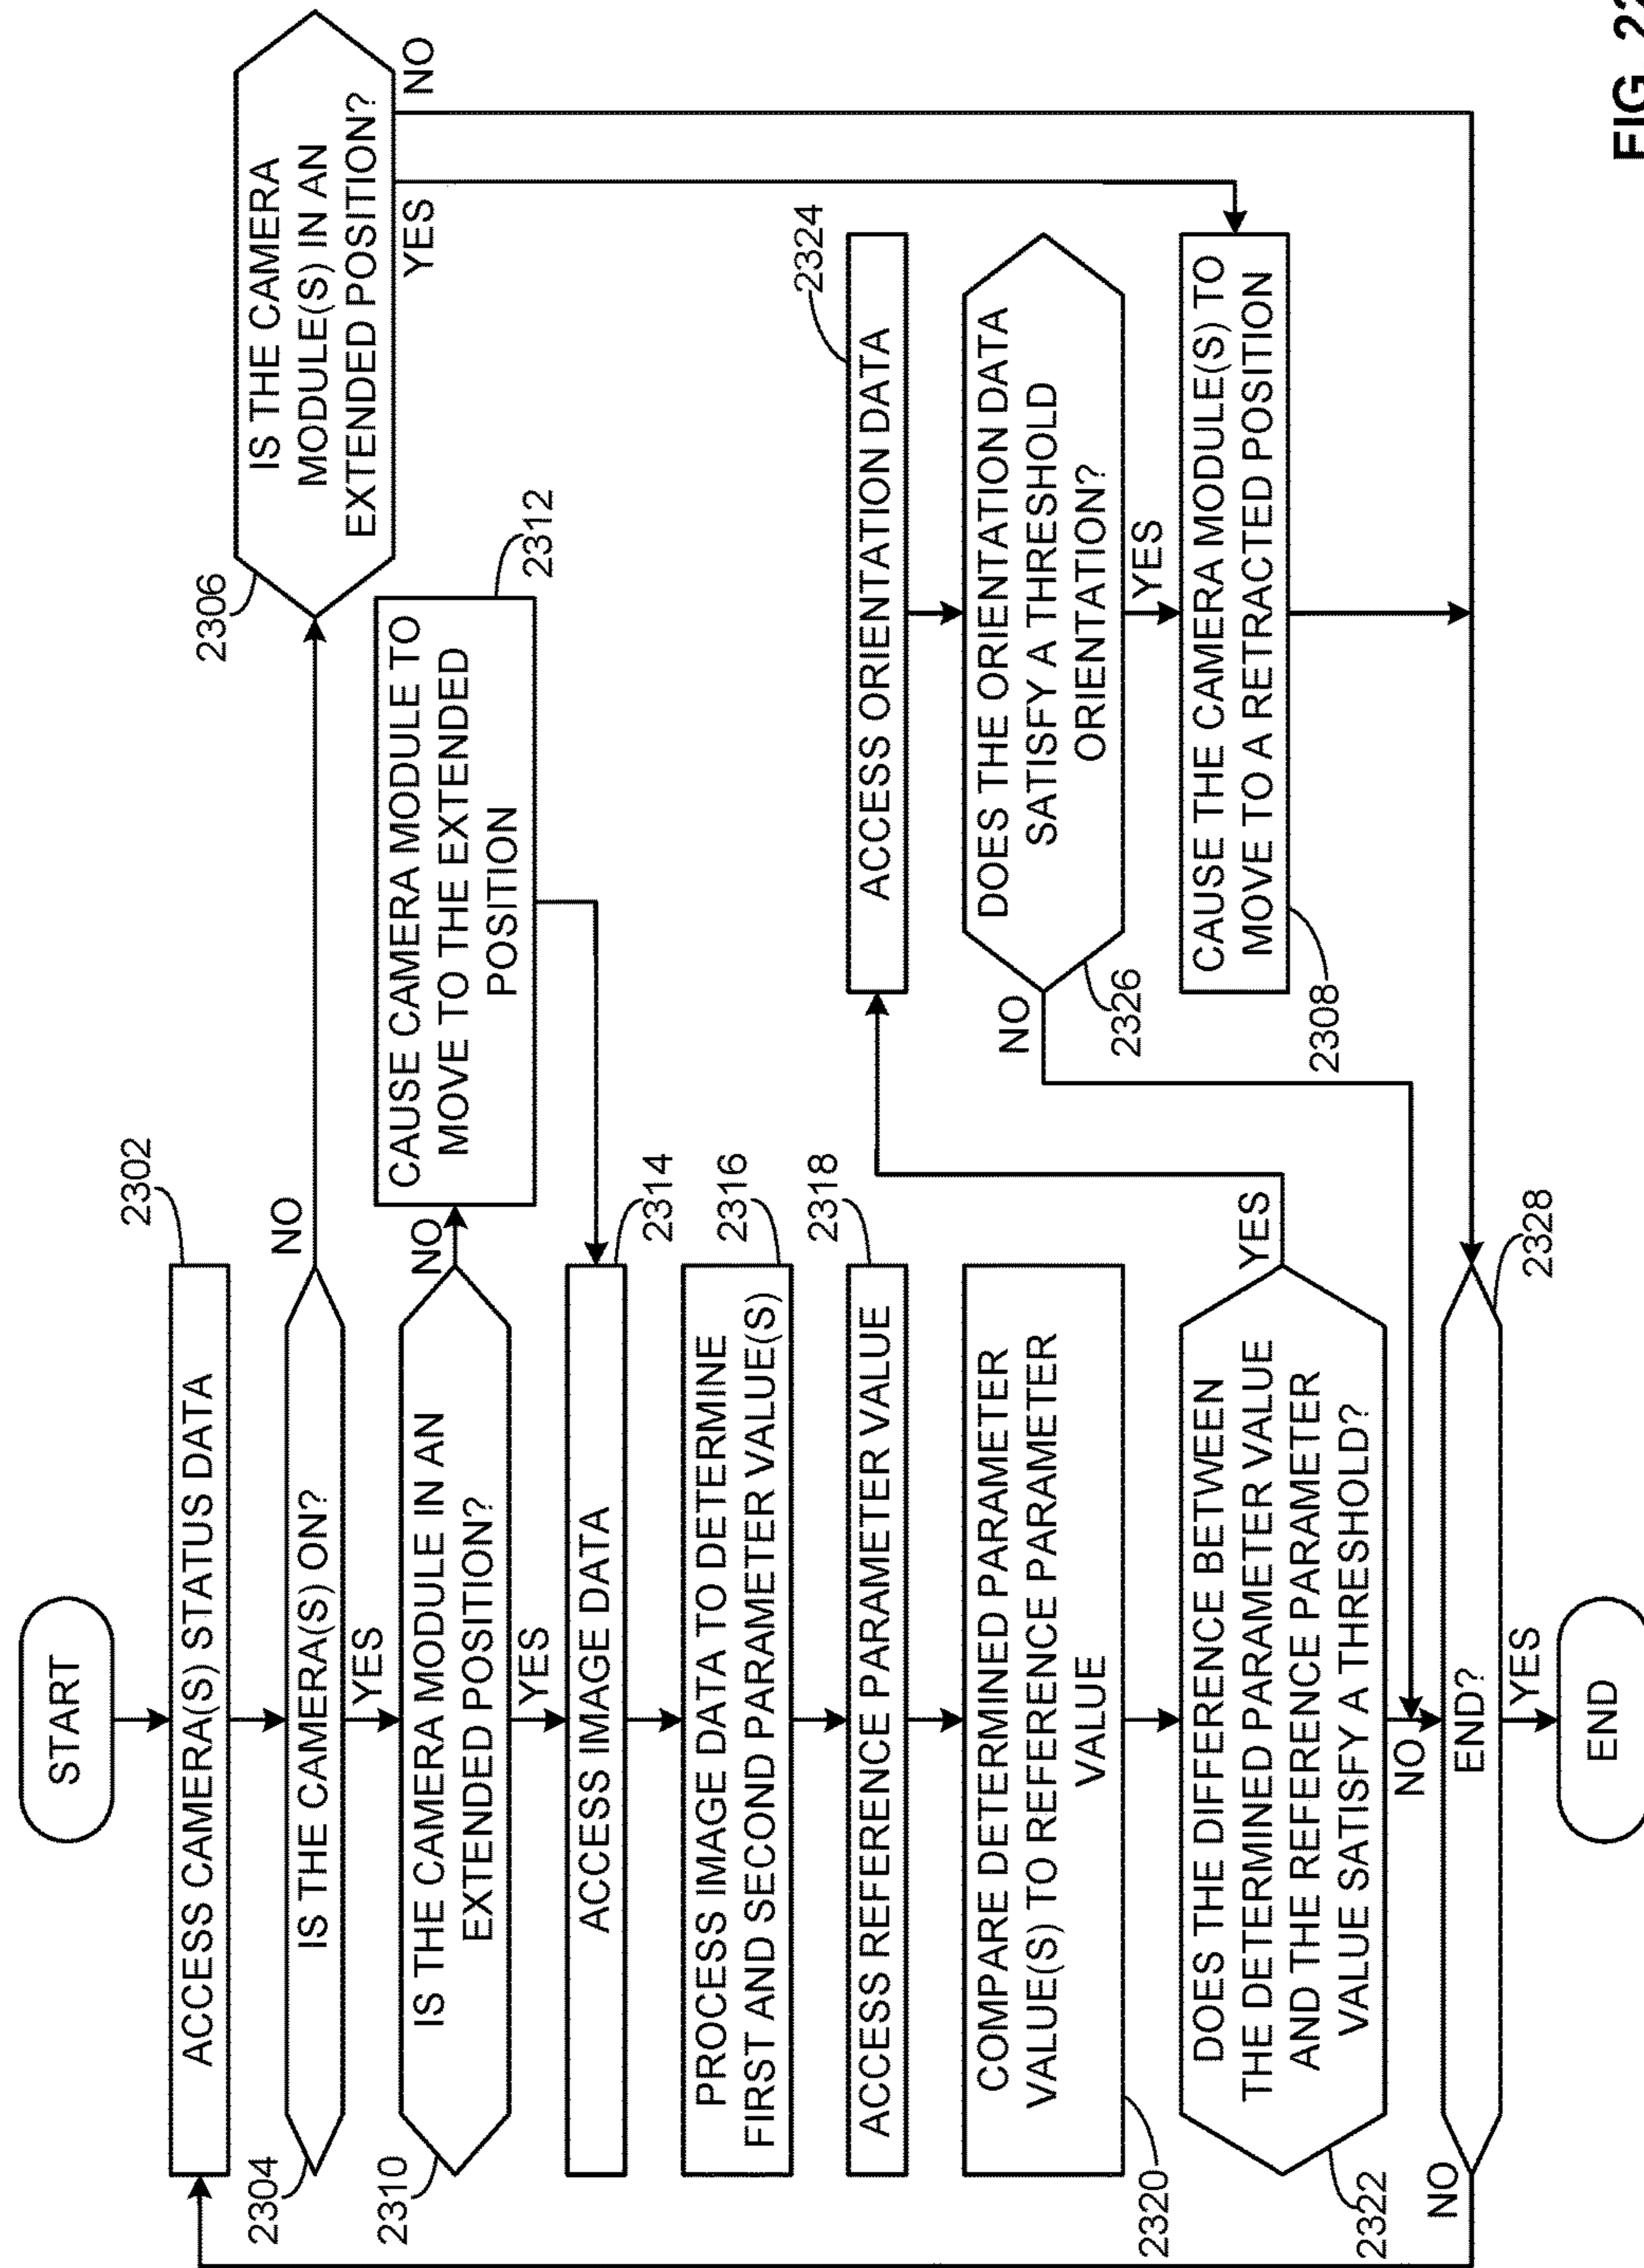 START
2302
ACCESS CAMERA(S) STATUS DATA
2304
IS THE CAMERA(S) ON?
NO
YES
2306
IS THE CAMERA
MODULE(S) IN AN
EXTENDED POSITION?
YES
NO
2310
IS THE CAMERA MODULE IN AN
EXTENDED POSITION?
NO
YES
2312
CAUSE CAMERA MODULE TO
MOVE TO THE EXTENDED
POSITION
2314
ACCESS IMAGE DATA
2316
PROCESS IMAGE DATA TO DETERMINE
FIRST AND SECOND PARAMETER VALUE(S)
2318
ACCESS REFERENCE PARAMETER VALUE
2320
COMPARE DETERMINED PARAMETER
VALUE(S) TO REFERENCE PARAMETER
VALUE
2322
DOES THE DIFFERENCE BETWEEN
THE DETERMINED PARAMETER VALUE
AND THE REFERENCE PARAMETER
VALUE SATISFY A THRESHOLD?
YES
NO
2324
ACCESS ORIENTATION DATA
2326
DOES THE ORIENTATION DATA
SATISFY A THRESHOLD
ORIENTATION?
NO
YES
2308
CAUSE THE CAMERA MODULE(S) TO
MOVE TO A RETRACTED POSITION
2328
END?
NO
YES
END
FIG. 22